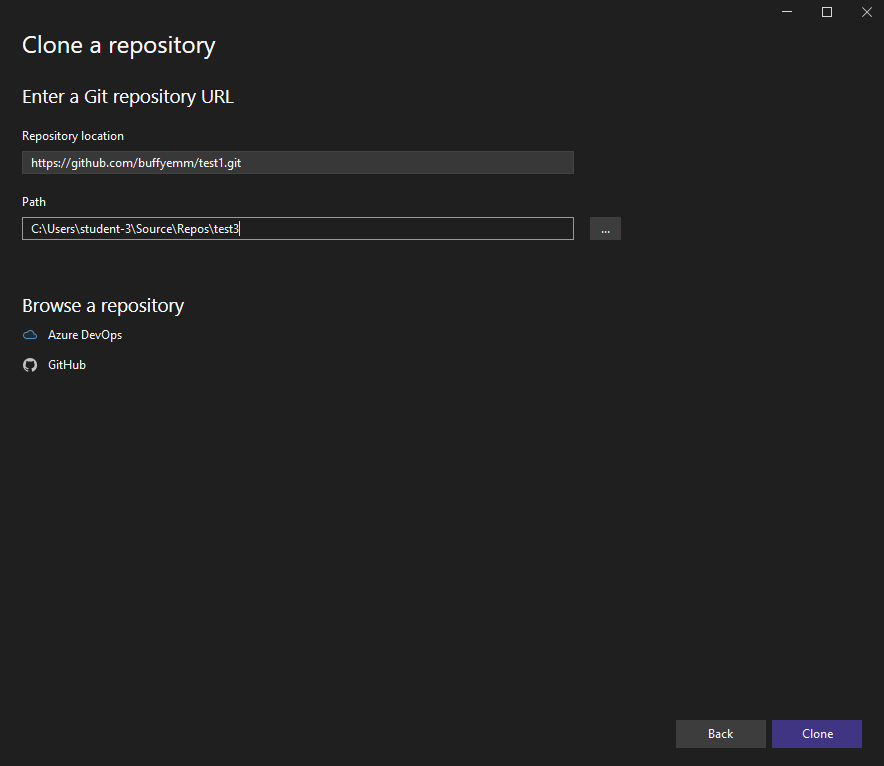 Clone a repository
Enter a Git repository URL
Repository location
https://github.com/buffyemm/test1.git
Path
C:\Users\student-3\Source\Repos\test3
...
Browse a repository
Azure DevOps
GitHub
Back
Clone